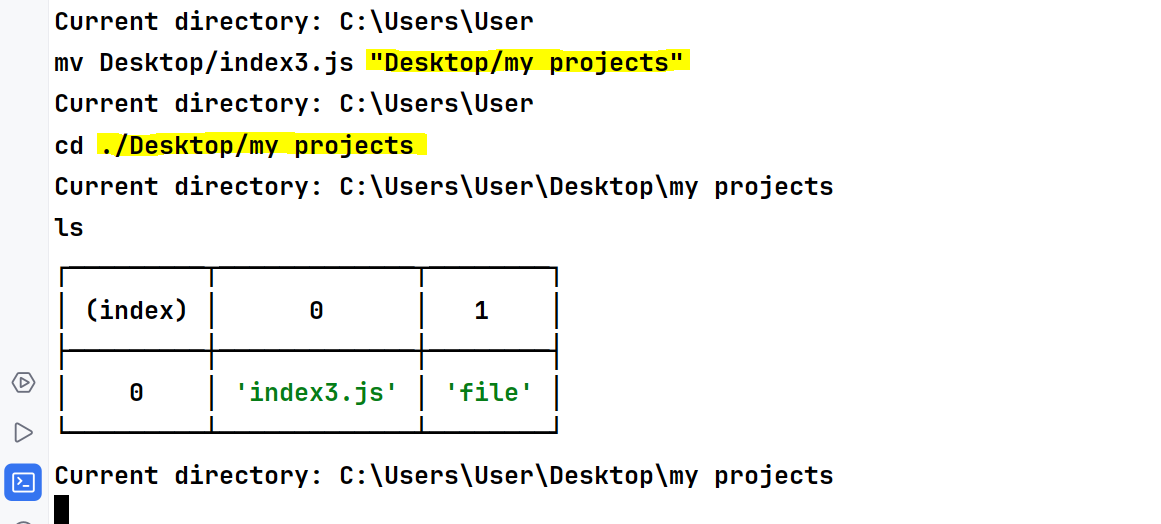 Current directory: C:\Users\User
mv Desktop/index3.js "Desktop/my projects"
Current directory: C:\Users\User
cd ./Desktop/my projects
Current directory: C:\Users\User\Desktop\my projects
ls
(index) 0 1
0 'index3.js' 'file'
Current directory: C:\Users\User\Desktop\my projects